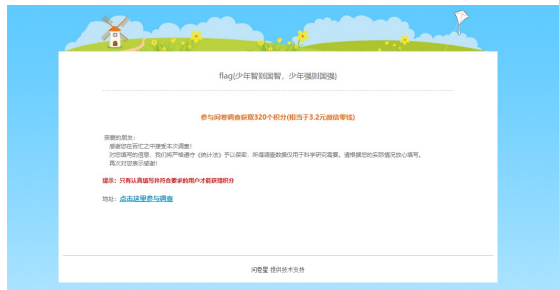 flag{少年智则国智，少年强则国强}
参与问卷调查获取320个积分(相当于3.2元微信零钱)
亲爱的朋友：
感谢您在百忙之中接受本次调查！
对您填写的信息，我们将严格遵守《统计法》予以保密，所得调查数据仅用于科学研究需要，请根据您的实际情况放心填写。
再次对您表示感谢！
提示：只有认真填写并符合要求的用户才能获得积分
地址：点击这里参与调查
问卷星 提供技术支持